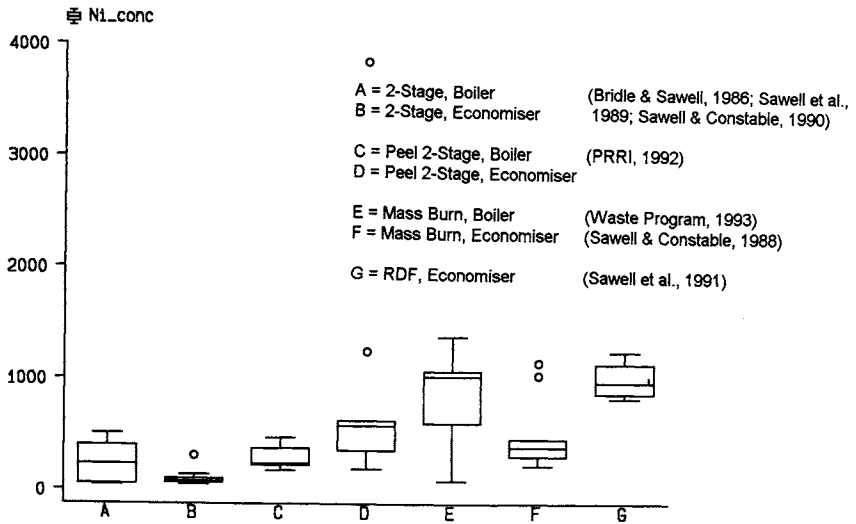 Ni_conc
4000
3000
2000
1000
0
A = 2-Stage, Boiler (Bridle & Sawell, 1986; Sawell et al.,
B = 2-Stage, Economiser 1989; Sawell & Constable, 1990)
C = Peel 2-Stage, Boiler (PRRI, 1992)
D = Peel 2-Stage, Economiser
E = Mass Burn, Boiler (Waste Program, 1993)
F = Mass Burn, Economiser (Sawell & Constable, 1988)
G = RDF, Economiser (Sawell et al., 1991)
A B C D E F G